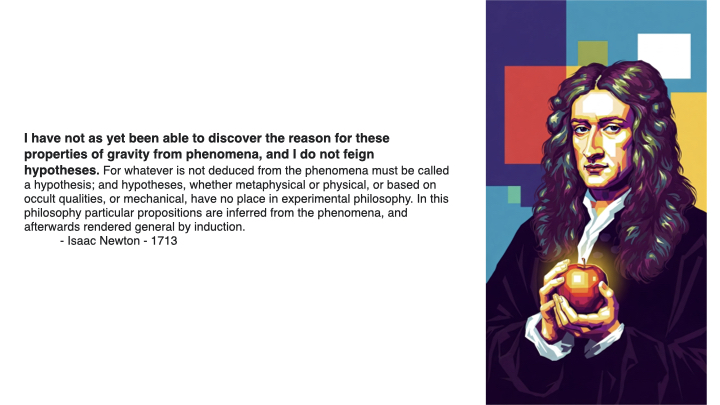 I have not as yet been able to discover the reason for these
properties of gravity from phenomena, and I do not feign
hypotheses. For whatever is not deduced from the phenomena must be called
a hypothesis; and hypotheses, whether metaphysical or physical, or based on
occult qualities, or mechanical, have no place in experimental philosophy. In this
philosophy particular propositions are inferred from the phenomena, and
afterwards rendered general by induction.
- Isaac Newton - 1713